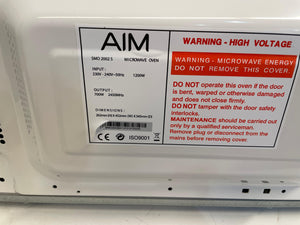 AIM
SMO 2002 S MICROWAVE OVEN
INPUT:
230V - 240V~50Hz 1200W
OUTPUT:
700W 2450MHz
DIMENSIONS
ISO9001
WARNING - HIGH VOLTAGE
WARNING - MICROWAVE ENERGY
DO NOT REMOVE THIS COVER
DO NOT operate this oven if the door
is bent, warped or otherwise damaged
and does not close properly.
DO NOT tamper with the door safety
interlocks.
MAINTENANCE should be carried out
only by a qualified serviceman.
Remove plug or disconnect from the
mains before removing cover.